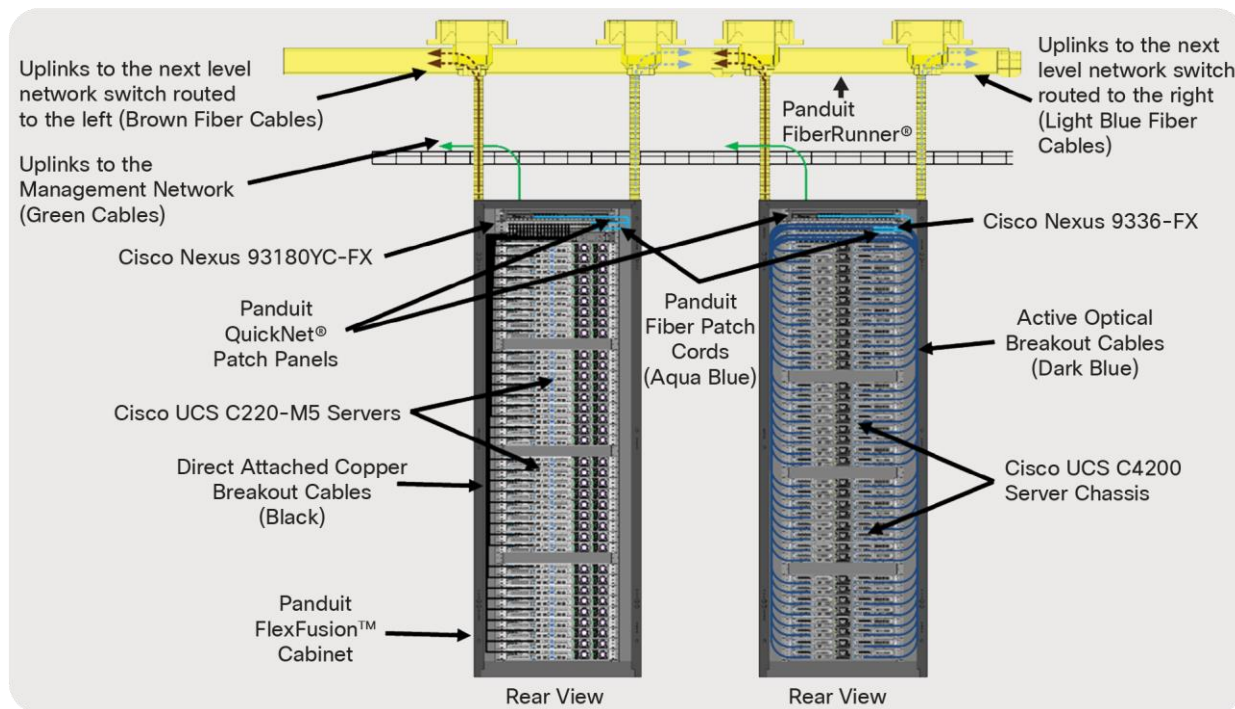 Uplinks to the next level
network switch routed
to the left (Brown Fiber Cables)
Uplinks to the
Management Network
(Green Cables)
Panduit
FiberRunner®
Uplinks to the next
level network switch
routed to the right
(Light Blue Fiber
Cables)
Cisco Nexus 93180YC-FX
Cisco Nexus 9336-FX
Panduit
QuickNet®
Patch Panels
Panduit
Fiber Patch
Cords
(Aqua Blue)
Active Optical
Breakout Cables
(Dark Blue)
Cisco UCS C220-M5 Servers
Direct Attached Copper
Breakout Cables
(Black)
Cisco UCS C4200
Server Chassis
Panduit
FlexFusion™
Cabinet
Rear View
Rear View